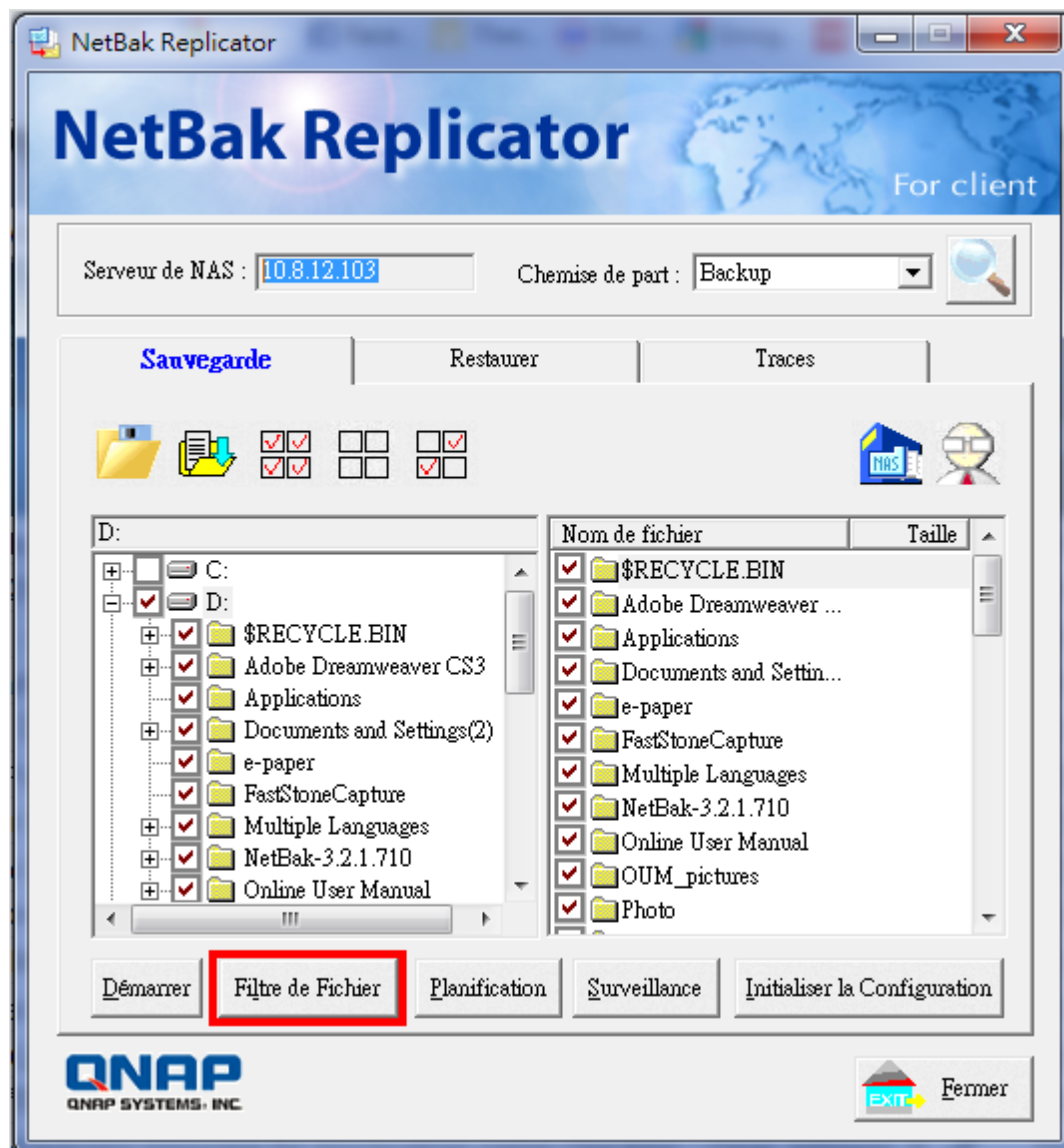 NetBak Replicator
NetBak Replicator
For client
Serveur de NAS : 10.8.12.103 Chemise de part : Backup
Sauvegarde Restaurer Traces
NAS
D:
C:
D:
$RECYCLE.BIN
Adobe Dreamweaver CS3
Applications
Documents and Settings(2)
e-paper
FastStoneCapture
Multiple Languages
NetBak-3.2.1.710
Online User Manual
Nom de fichier Taille
$RECYCLE.BIN
Adobe Dreamweaver ...
Applications
Documents and Settin...
e-paper
FastStoneCapture
Multiple Languages
NetBak-3.2.1.710
Online User Manual
OUM_pictures
Photo
Démarrer Filtre de Fichier Planification Surveillance Initialiser la Configuration
QNAP
QNAP SYSTEMS, INC.
EXIT Fermer